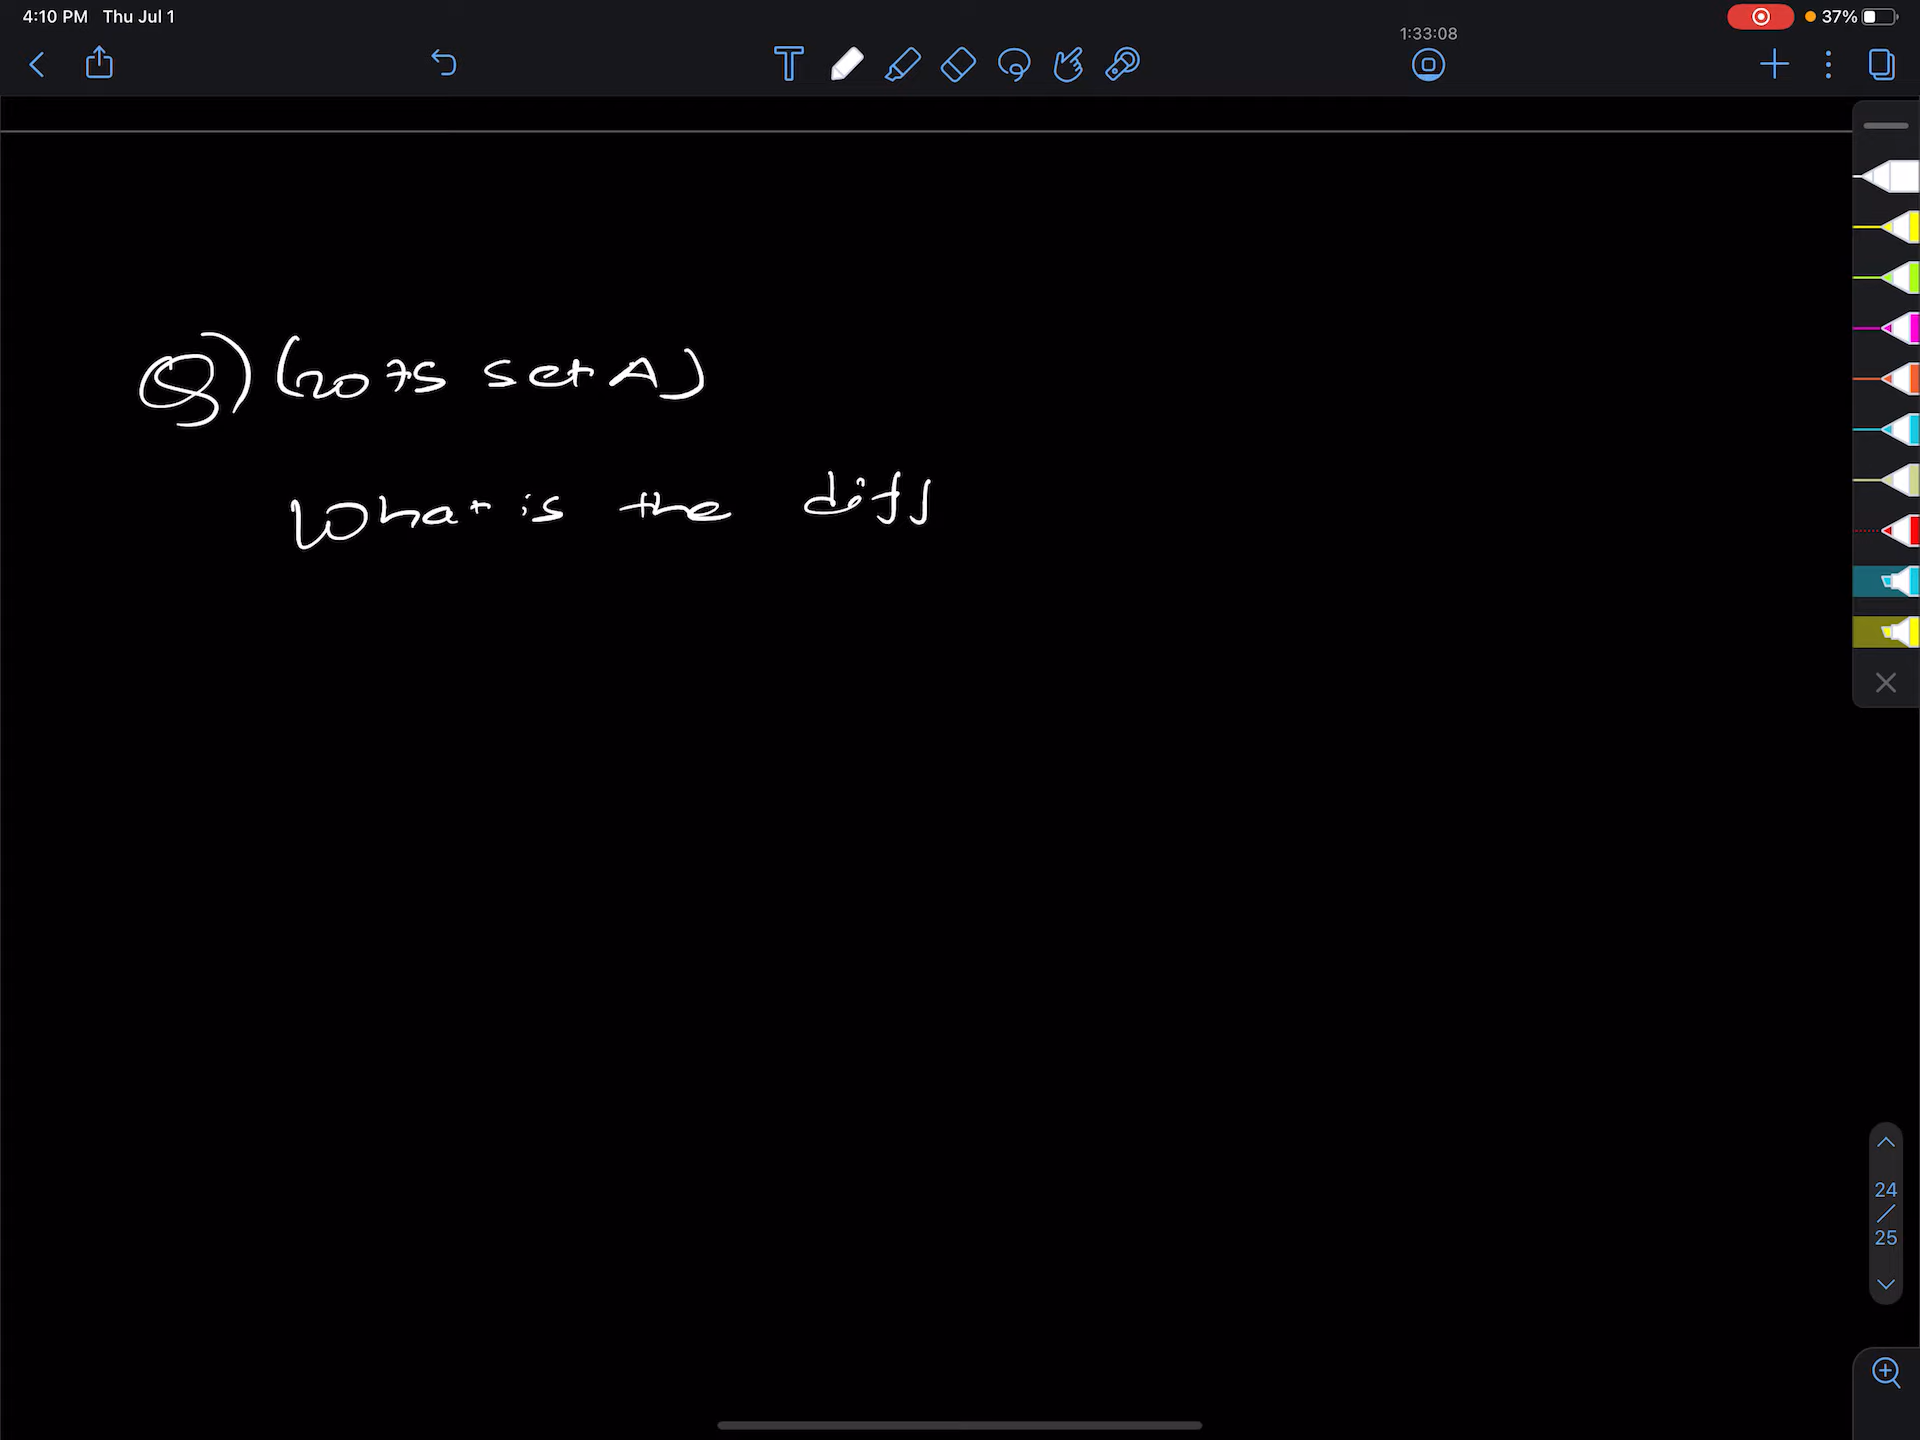 4:10 PM Thu Jul 1
37%
1:33:08
T
Q) (2075 set A)
What is the diff
24
/
25